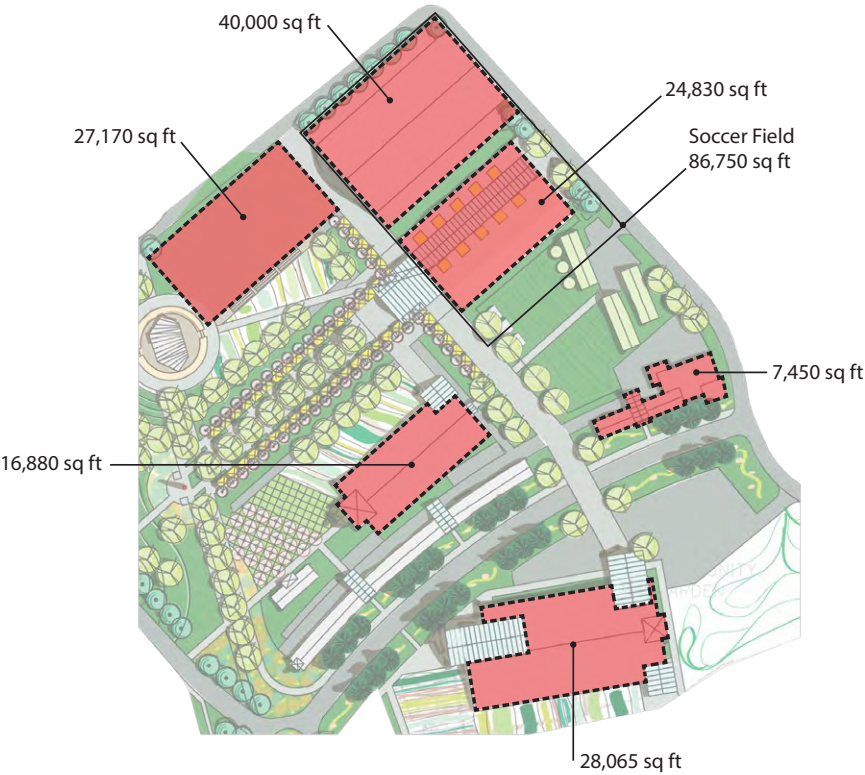 40,000 sq ft
24,830 sq ft
27,170 sq ft
Soccer Field
86,750 sq ft
7,450 sq ft
16,880 sq ft
GARDEN
28,065 sq ft